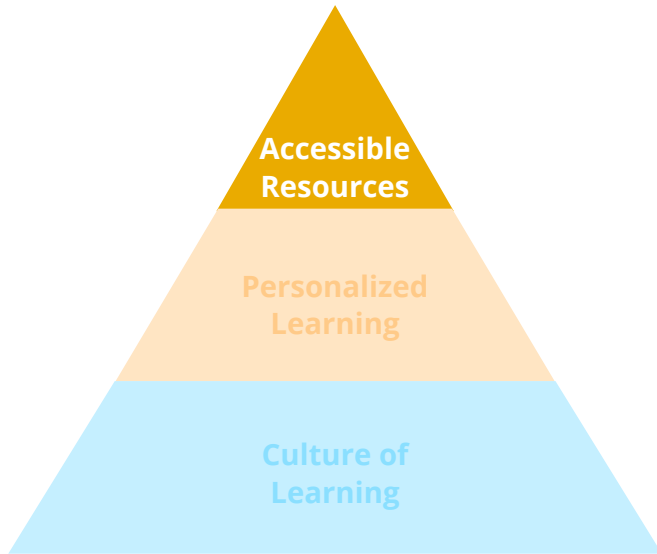 Accessible
Resources
Personalized
Learning
Culture of
Learning